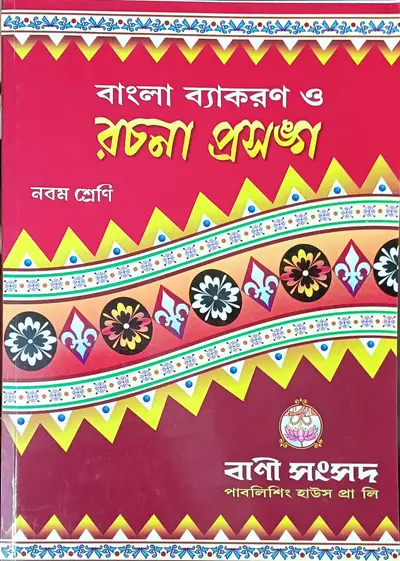 বাংলা ব্যাকরণ ও
রচনা প্রসঙ্গ
নবম শ্রেণি
বাণী সংসদ
পাবলিশিং হাউস প্রা লি